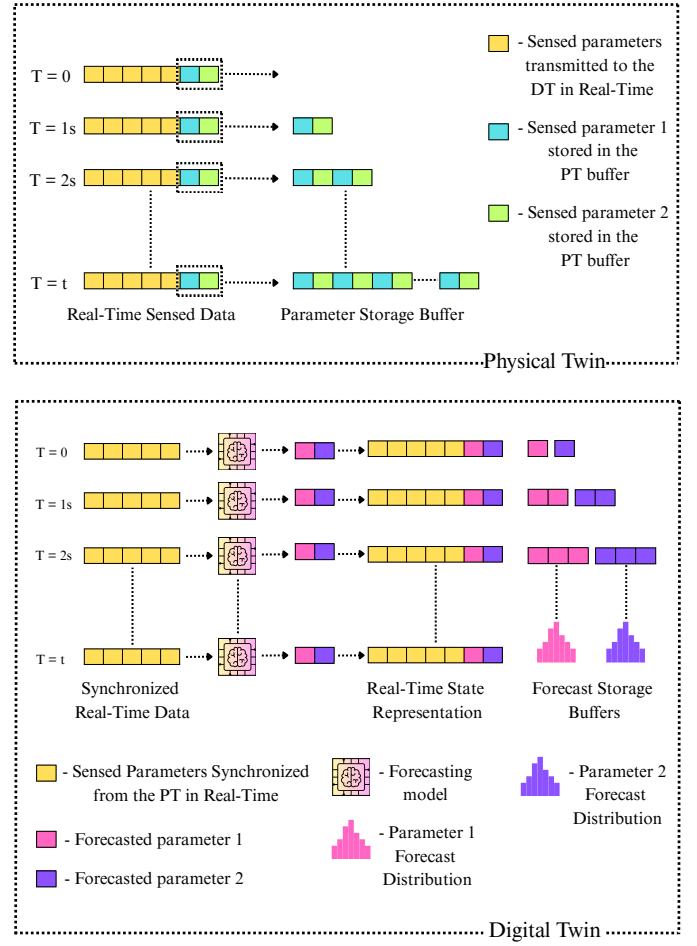 T = 0
T = 1s
T = 2s
T = t
Real-Time Sensed Data
Parameter Storage Buffer
- Sensed parameters
transmitted to the
DT in Real-Time
- Sensed parameter 1
stored in the
PT buffer
- Sensed parameter 2
stored in the
PT buffer
Physical Twin
T = 0
T = 1s
T = 2s
T = t
Synchronized
Real-Time Data
Real-Time State
Representation
Forecast Storage
Buffers
- Sensed Parameters Synchronized
from the PT in Real-Time
- Forecasted parameter 1
- Forecasted parameter 2
- Forecasting
model
- Parameter 1
Forecast
Distribution
- Parameter 2
Forecast
Distribution
Digital Twin